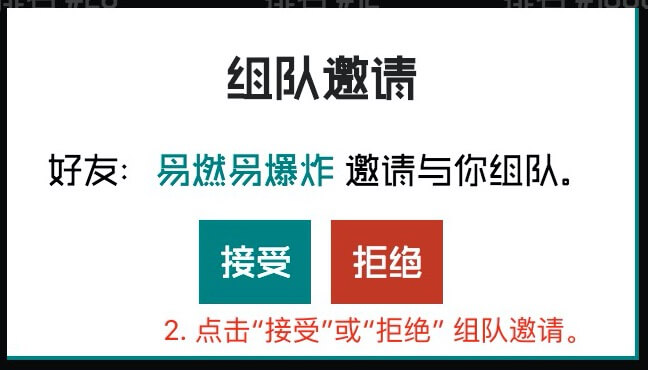 组队邀请
好友: 易燃易爆炸 邀请与你组队。
接受 拒绝
2. 点击“接受”或“拒绝” 组队邀请。